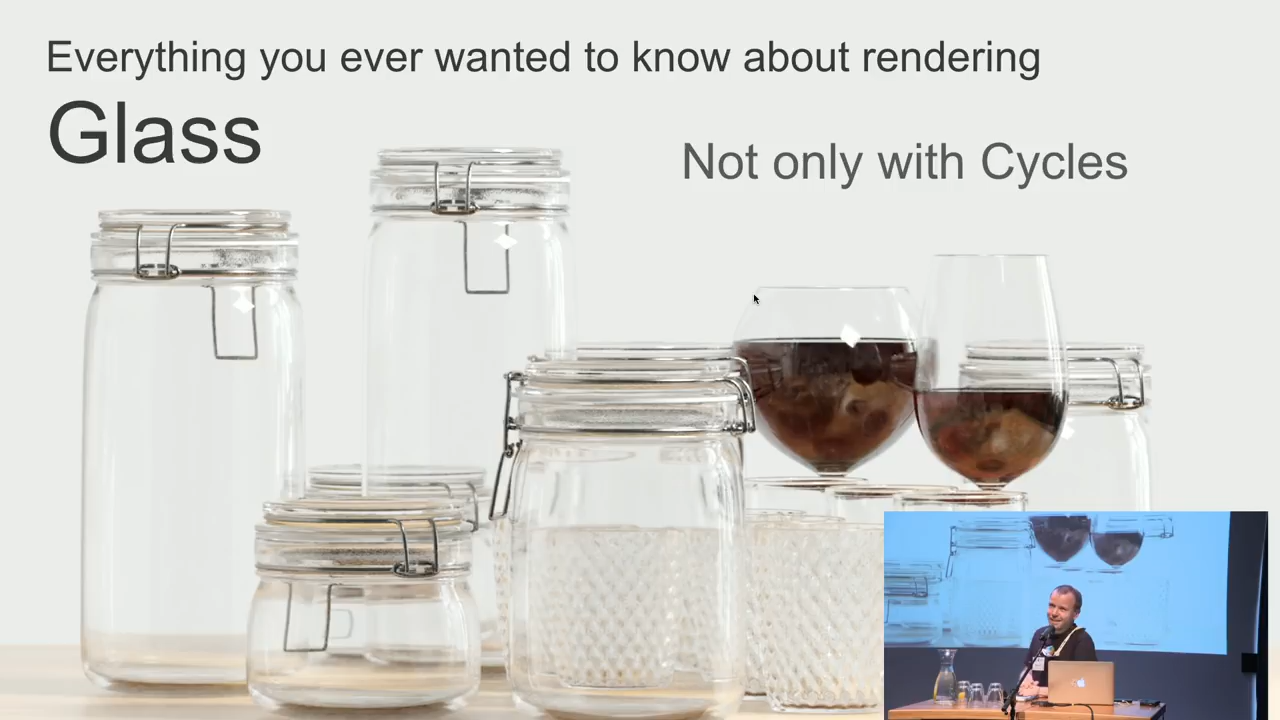 Everything you ever wanted to know about rendering
Glass
Not only with Cycles